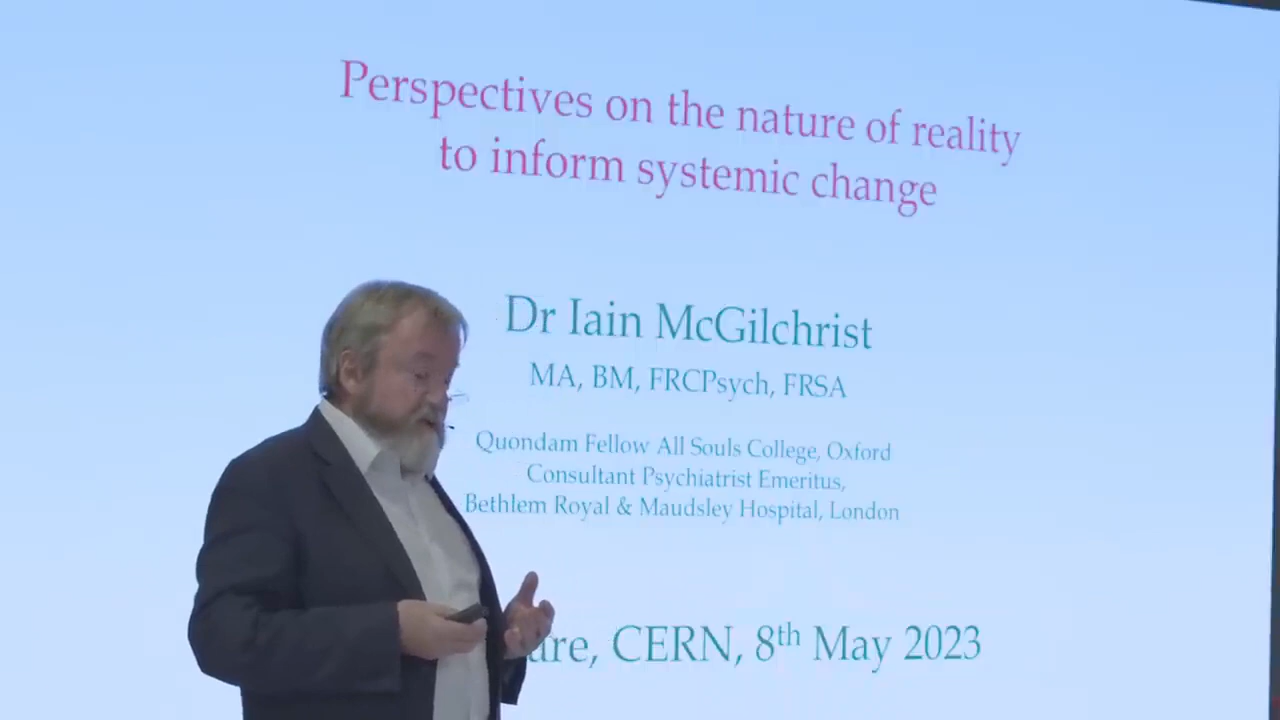 Perspectives on the nature of reality
to inform systemic change
Dr Iain McGilchrist
MA, BM, FRCPsych, FRSA
Quondam Fellow All Souls College, Oxford
Consultant Psychiatrist Emeritus,
Bethlem Royal & Maudsley Hospital, London
CERN, 8th May 2023